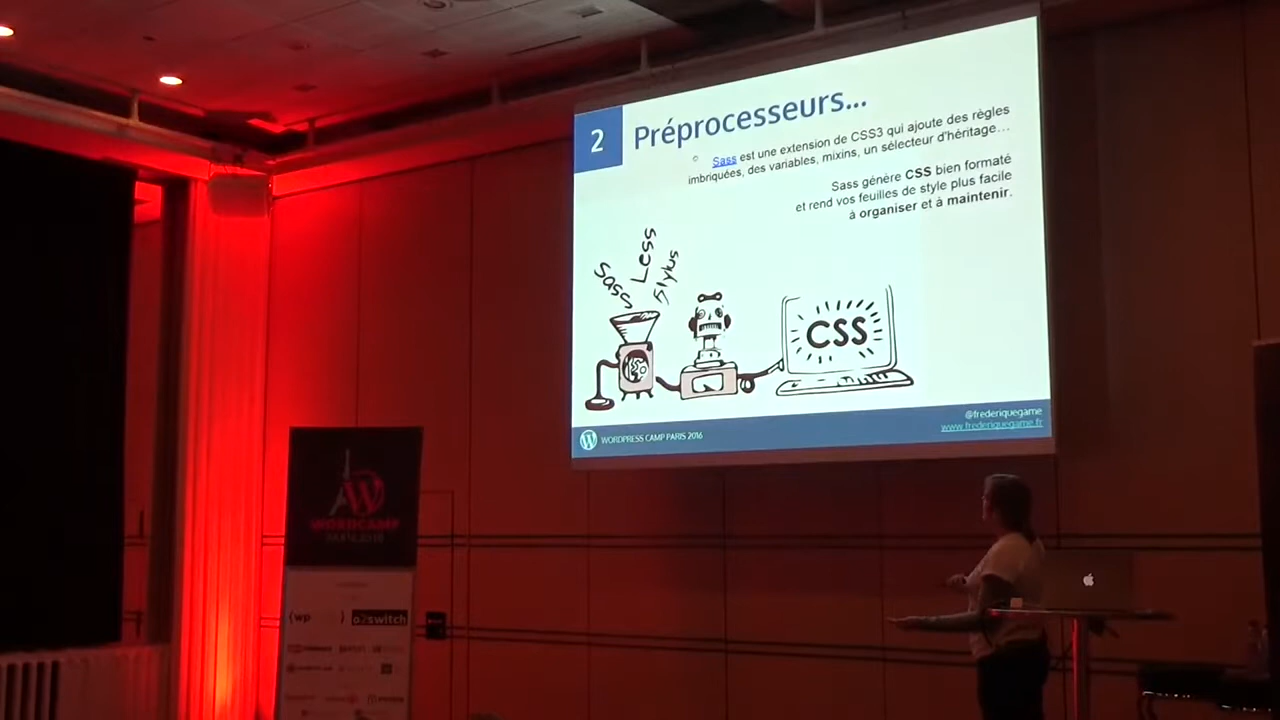 2
Préprocesseurs...
Sass est une extension de CSS3 qui ajoute des règles
imbriquées, des variables, mixins, un sélecteur d'héritage...
Sass génère CSS bien formaté
et rend vos feuilles de style plus facile
à organiser et à maintenir.
Sass
Less
Stylus
CSS
WORDPRESS CAMP PARIS 2016
@frederiquegame
www.frederiquegame.fr
WORDCAMP
(wp )
o2switch